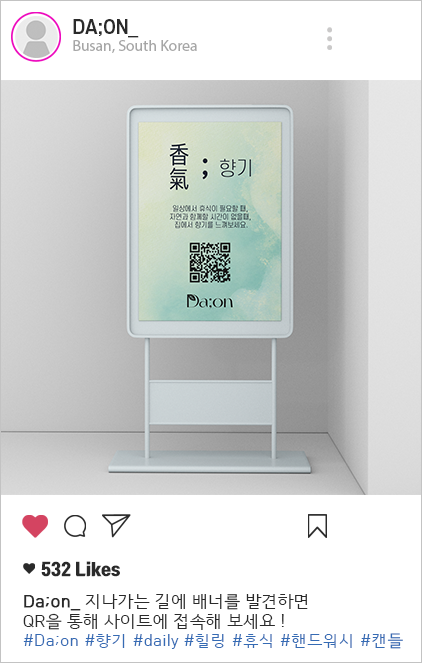 DA;ON_
Busan, South Korea
香氣 ; 향기
일상에서 휴식이 필요할 때,
자연과 함께할 시간이 없을때,
집에서 향기를 느껴보세요.
Da;on
532 Likes
Da;on_ 지나가는 길에 배너를 발견하면
QR을 통해 사이트에 접속해 보세요 !
#Da;on #향기 #daily #힐링 #휴식 #핸드워시 #캔들